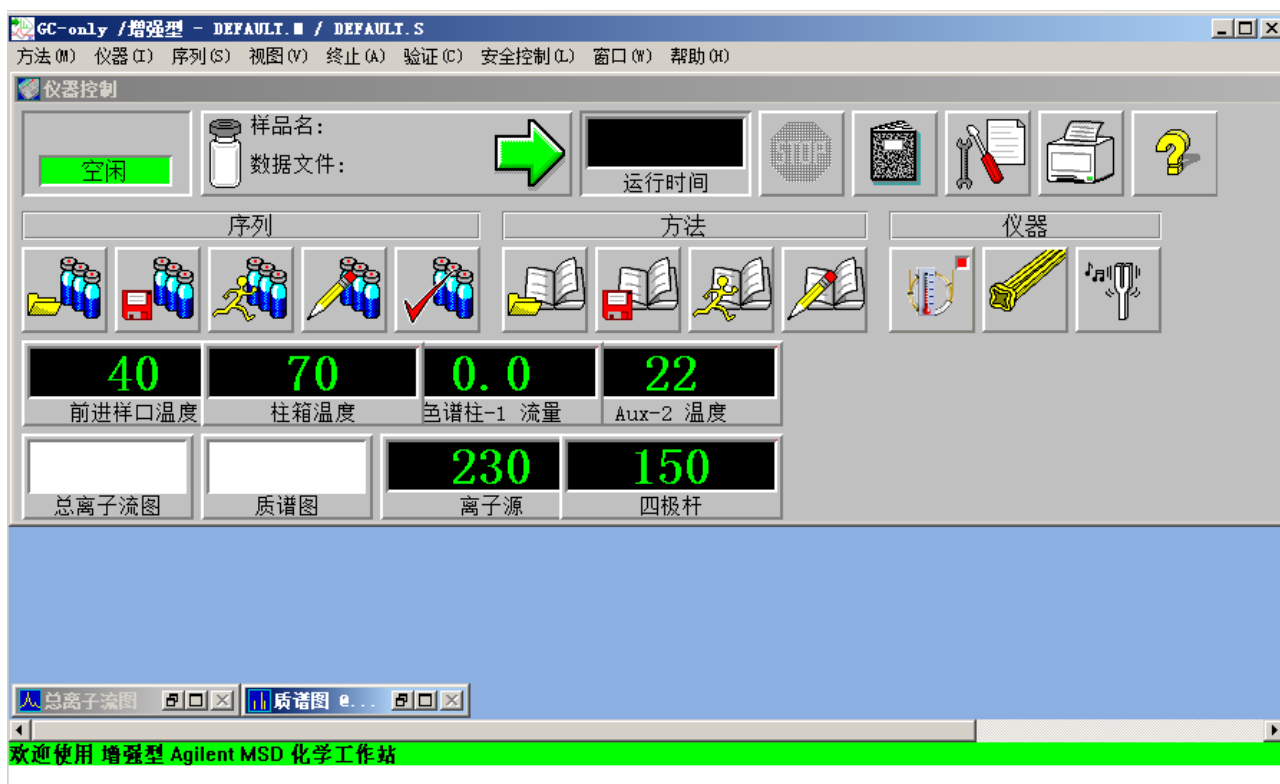 GC-only /增强型 - DEFAULT.M / DEFAULT.S
方法(M) 仪器(I) 序列(S) 视图(V) 终止(A) 验证(C) 安全控制(L) 窗口(W) 帮助(H)
仪器控制
样品名:
空闲
数据文件:
STOP
运行时间
序列 方法 仪器
40 70 0.0 22
前进样口温度 柱箱温度 色谱柱-1 流量 Aux-2 温度
230 150
总离子流图 质谱图 离子源 四极杆
总离子流图 质谱图 @...
欢迎使用 增强型 Agilent MSD 化学工作站